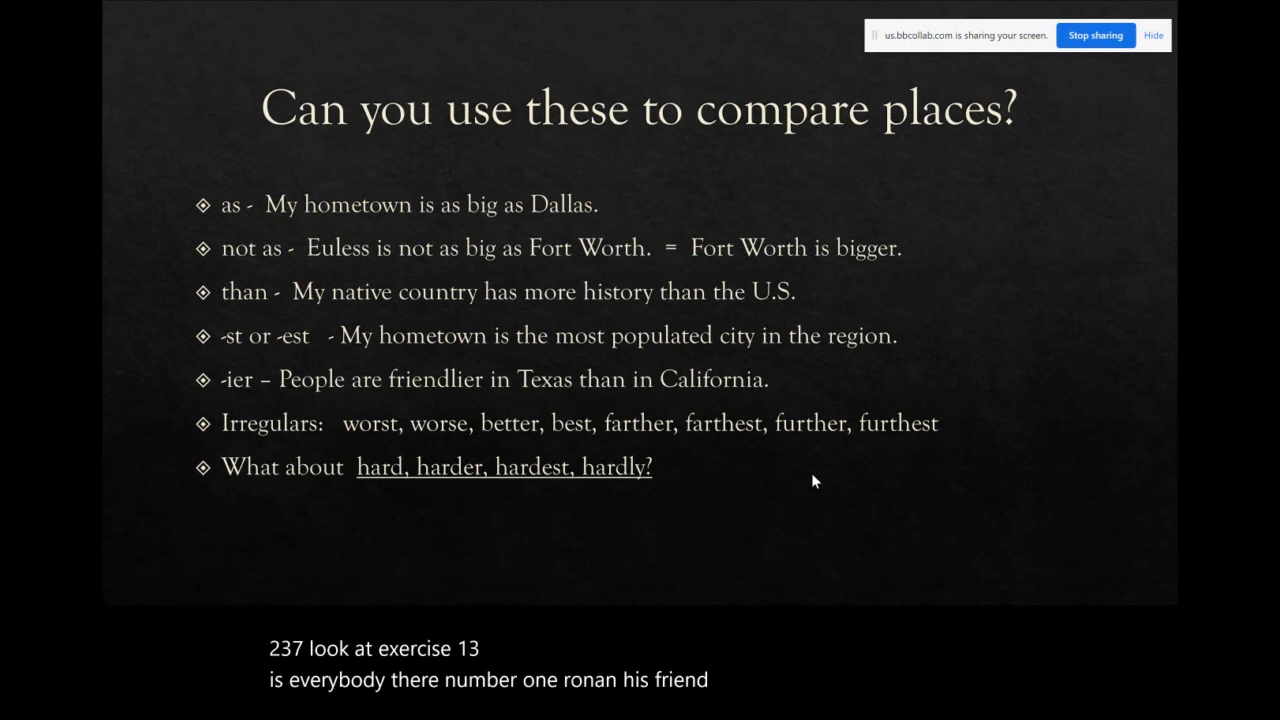 us.bbcollab.com is sharing your screen. Stop sharing Hide
Can you use these to compare places?
as - My hometown is as big as Dallas.
not as - Euless is not as big as Fort Worth. = Fort Worth is bigger.
than - My native country has more history than the U.S.
-st or -est - My hometown is the most populated city in the region.
-ier – People are friendlier in Texas than in California.
Irregulars: worst, worse, better, best, farther, farthest, further, furthest
What about hard, harder, hardest, hardly?
237 look at exercise 13
is everybody there number one ronan his friend